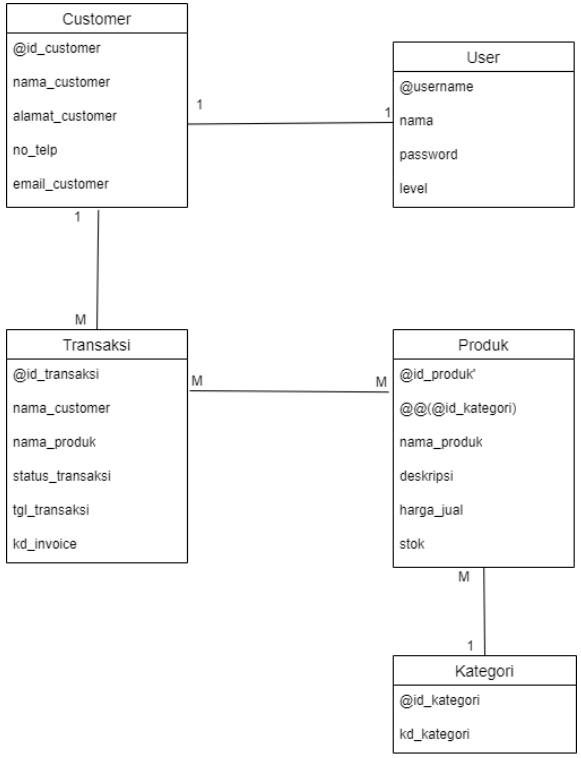 Customer
@id_customer
nama_customer
alamat_customer
no_telp
email_customer
User
@username
nama
password
level
1
1
1
M
Transaksi
@id_transaksi
nama_customer
nama_produk
status_transaksi
tgl_transaksi
kd_invoice
M
M
Produk
@id_produk'
@@(@id_kategori)
nama_produk
deskripsi
harga_jual
stok
M
1
Kategori
@id_kategori
kd_kategori